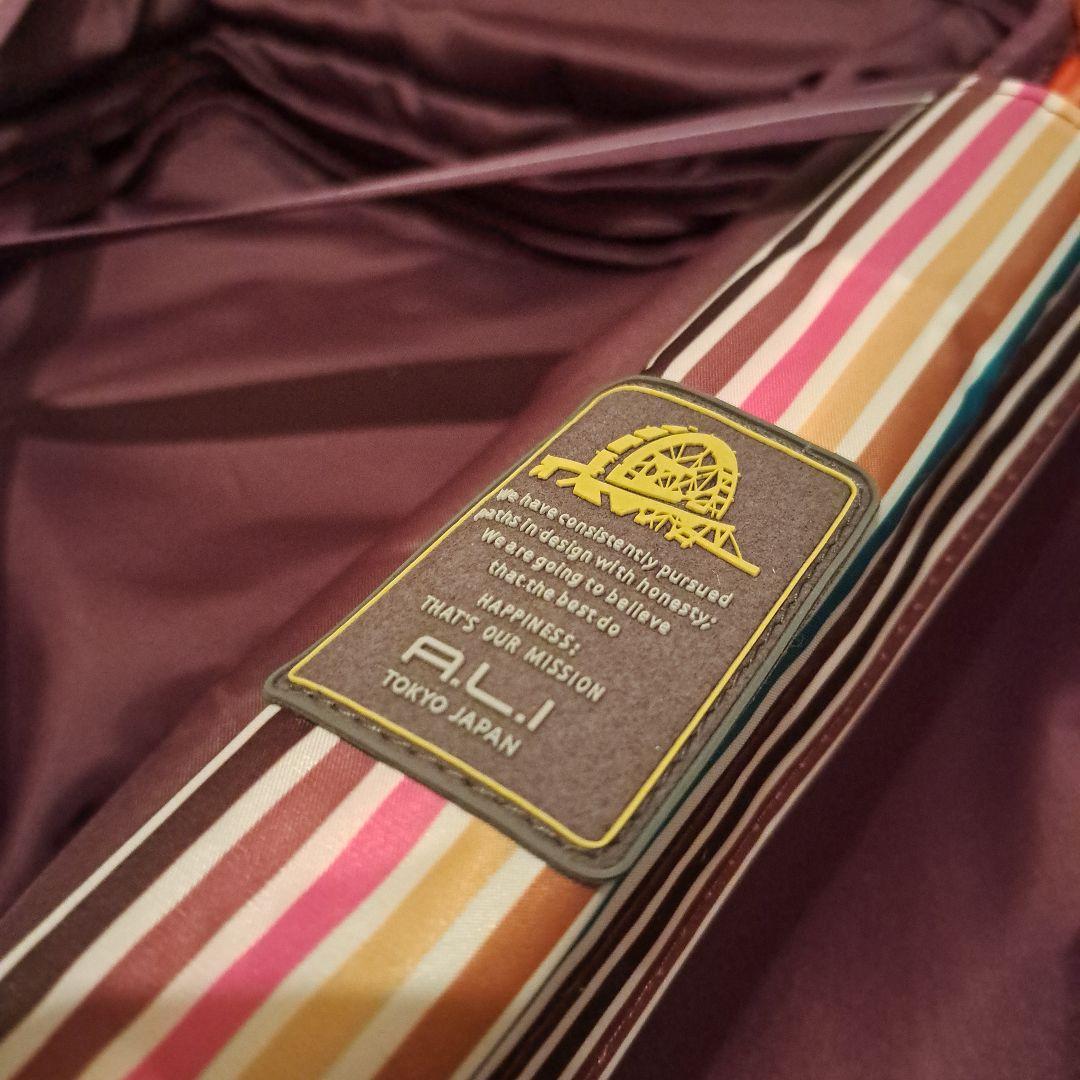 We have consistently pursued
paths in design with honesty;
We are going to believe
that the best do
HAPPINESS:
THAT'S OUR MISSION
A.L.I
TOKYO JAPAN